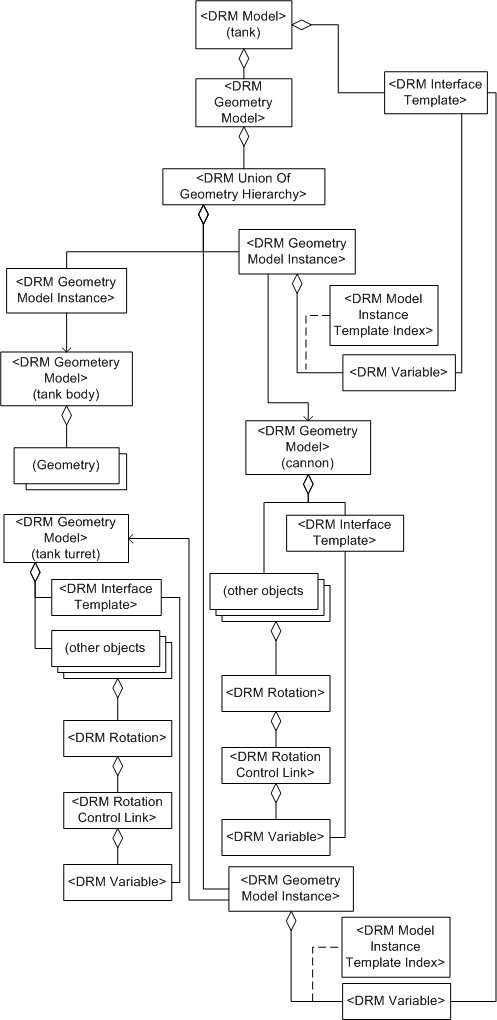 <DRM Model>
(tank)
<DRM Interface
Template>
<DRM
Geometry
Model>
<DRM Union Of
Geometry Hierarchy>
<DRM Geometry
Model Instance>
<DRM Geometry
Model Instance>
<DRM Model
Instance
Template Index>
<DRM Variable>
<DRM Geometery
Model>
(tank body)
(Geometry)
<DRM Geometry
Model>
(cannon)
<DRM Geometry
Model>
(tank turret)
<DRM Interface
Template>
<DRM Interface
Template>
(other objects
(other objects
<DRM Rotation>
<DRM Rotation>
<DRM Rotation
Control Link>
<DRM Rotation
Control Link>
<DRM Variable>
<DRM Variable>
<DRM Geometry
Model Instance>
<DRM Model
Instance
Template Index>
<DRM Variable>